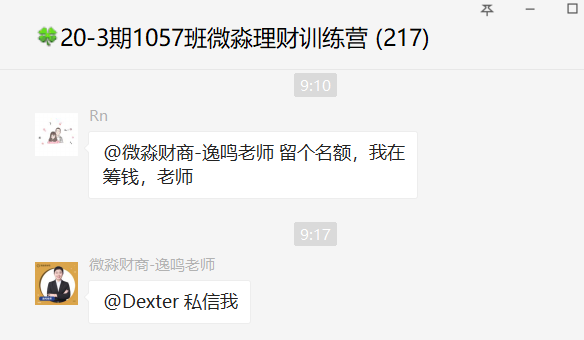 🍀20-3期1057班微淼理财训练营 (217)
9:10
Rn
@微淼财商-逸鸣老师 留个名额，我在
筹钱，老师
9:17
微淼财商-逸鸣老师
@Dexter 私信我